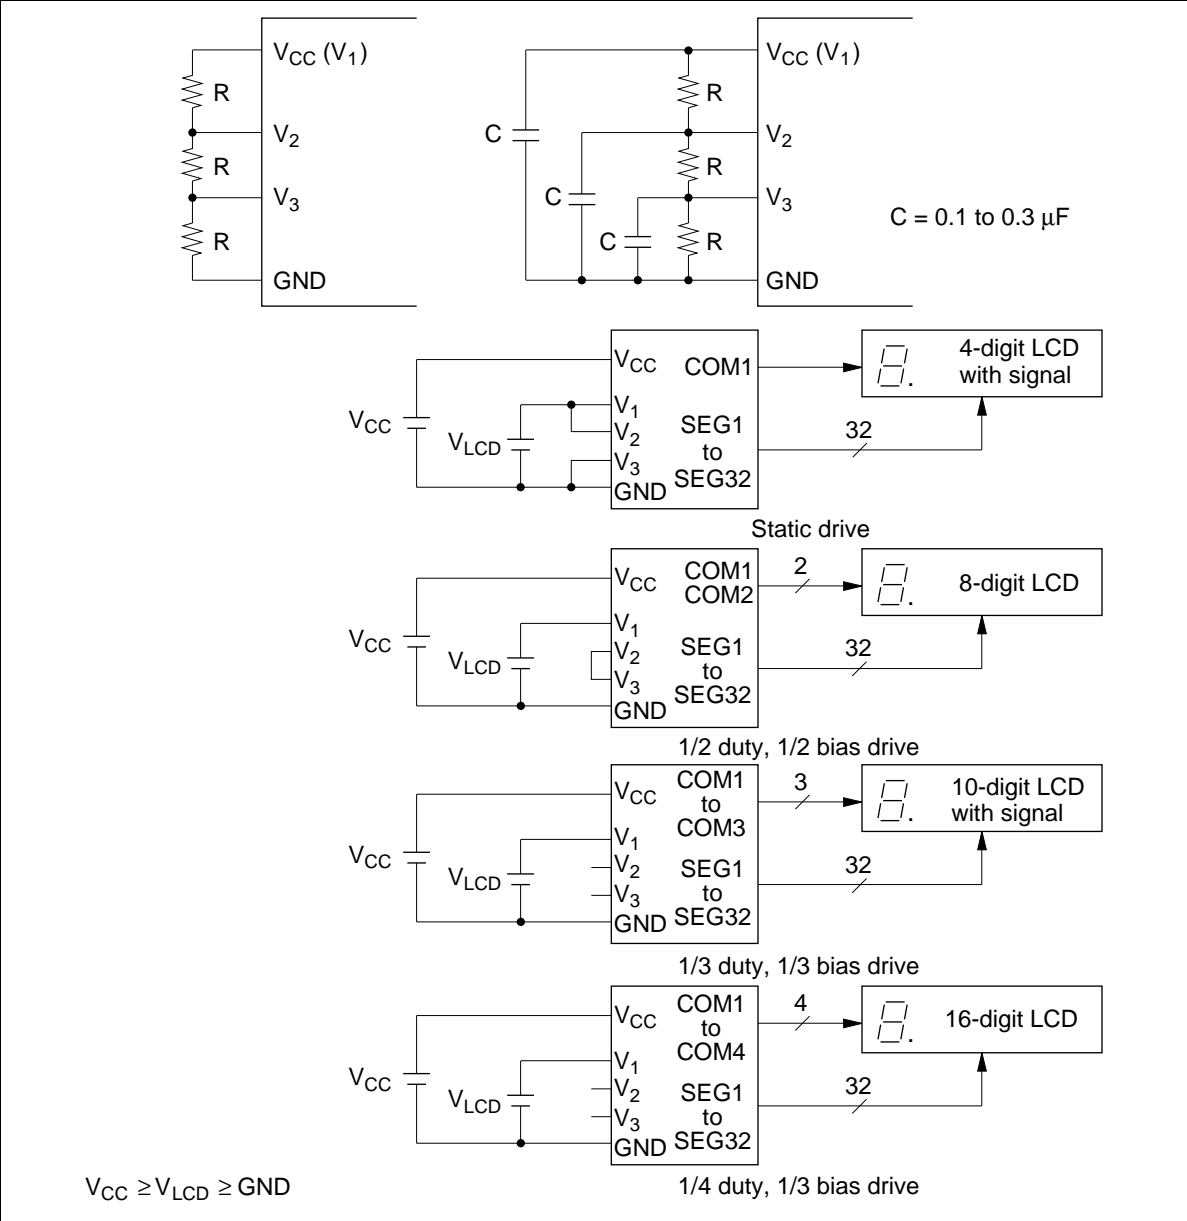 V_CC (V_1)
R
V_2
R
V_3
R
GND
V_CC (V_1)
R
C
V_2
R
C
V_3
C = 0.1 to 0.3 μF
C
R
GND
V_CC
COM1
4-digit LCD
with signal
V_CC
V_1
V_2
V_LCD
V_3
GND
SEG1
to
SEG32
32
Static drive
V_CC
COM1
COM2
2
8-digit LCD
V_CC
V_1
V_2
V_LCD
V_3
GND
SEG1
to
SEG32
32
1/2 duty, 1/2 bias drive
V_CC
COM1
to
COM3
3
10-digit LCD
with signal
V_CC
V_1
V_2
V_LCD
V_3
GND
SEG1
to
SEG32
32
1/3 duty, 1/3 bias drive
V_CC
COM1
to
COM4
4
16-digit LCD
V_CC
V_1
V_2
V_LCD
V_3
GND
SEG1
to
SEG32
32
1/4 duty, 1/3 bias drive
V_CC ≥ V_LCD ≥ GND